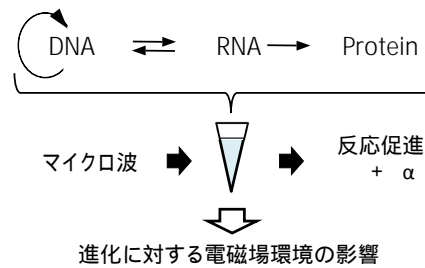 DNA RNA Protein
マイクロ波
反応促進
+ α
進化に対する電磁場環境の影響